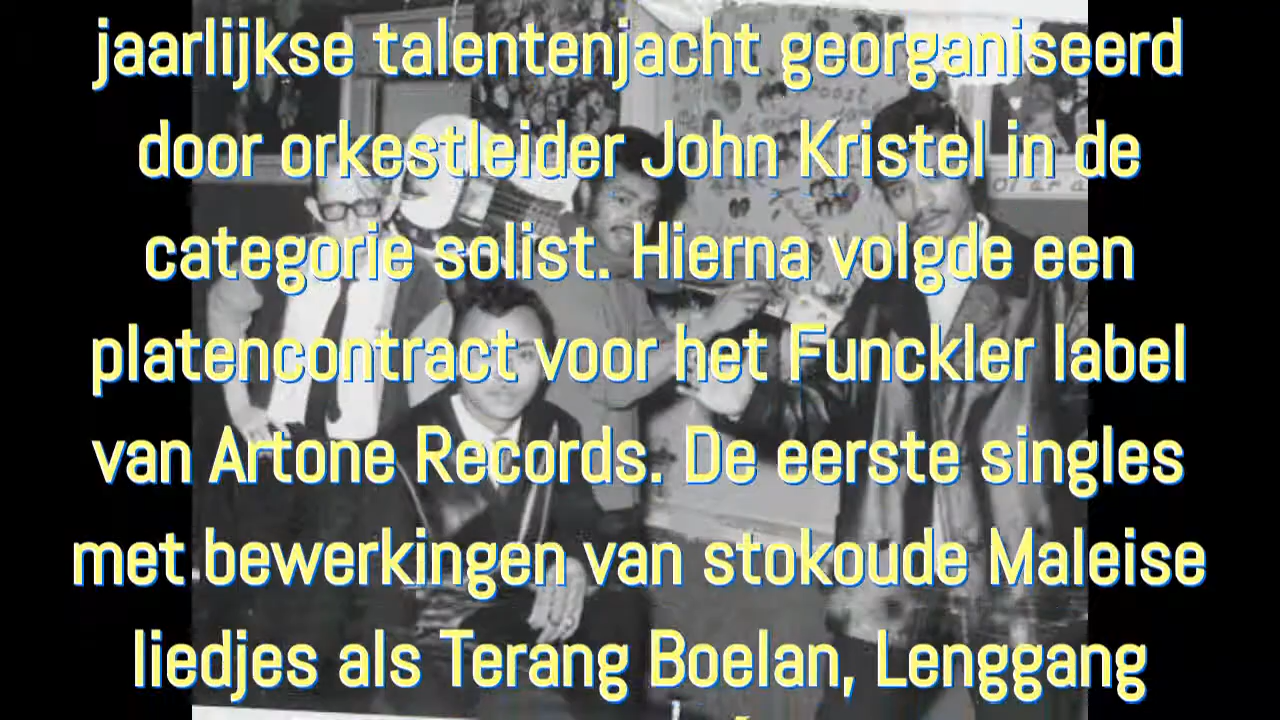 jaarlijkse talentenjacht georganiseerd
door orkestleider John Kristel in de
categorie solist. Hierna volgde een
platencontract voor het Funckler label
van Artone Records. De eerste singles
met bewerkingen van stokoude Maleise
liedjes als Terang Boelan, Lenggang